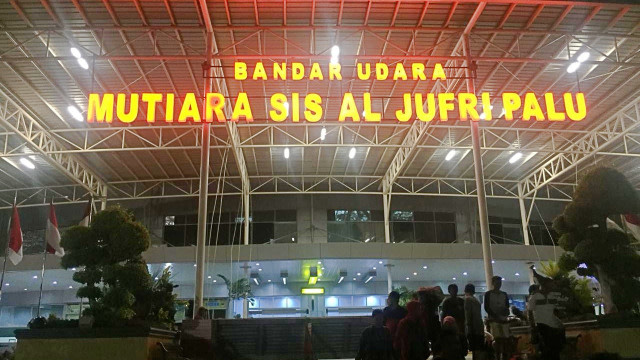 BANDAR UDARA
MUTIARA SIS AL JUFRI PALU